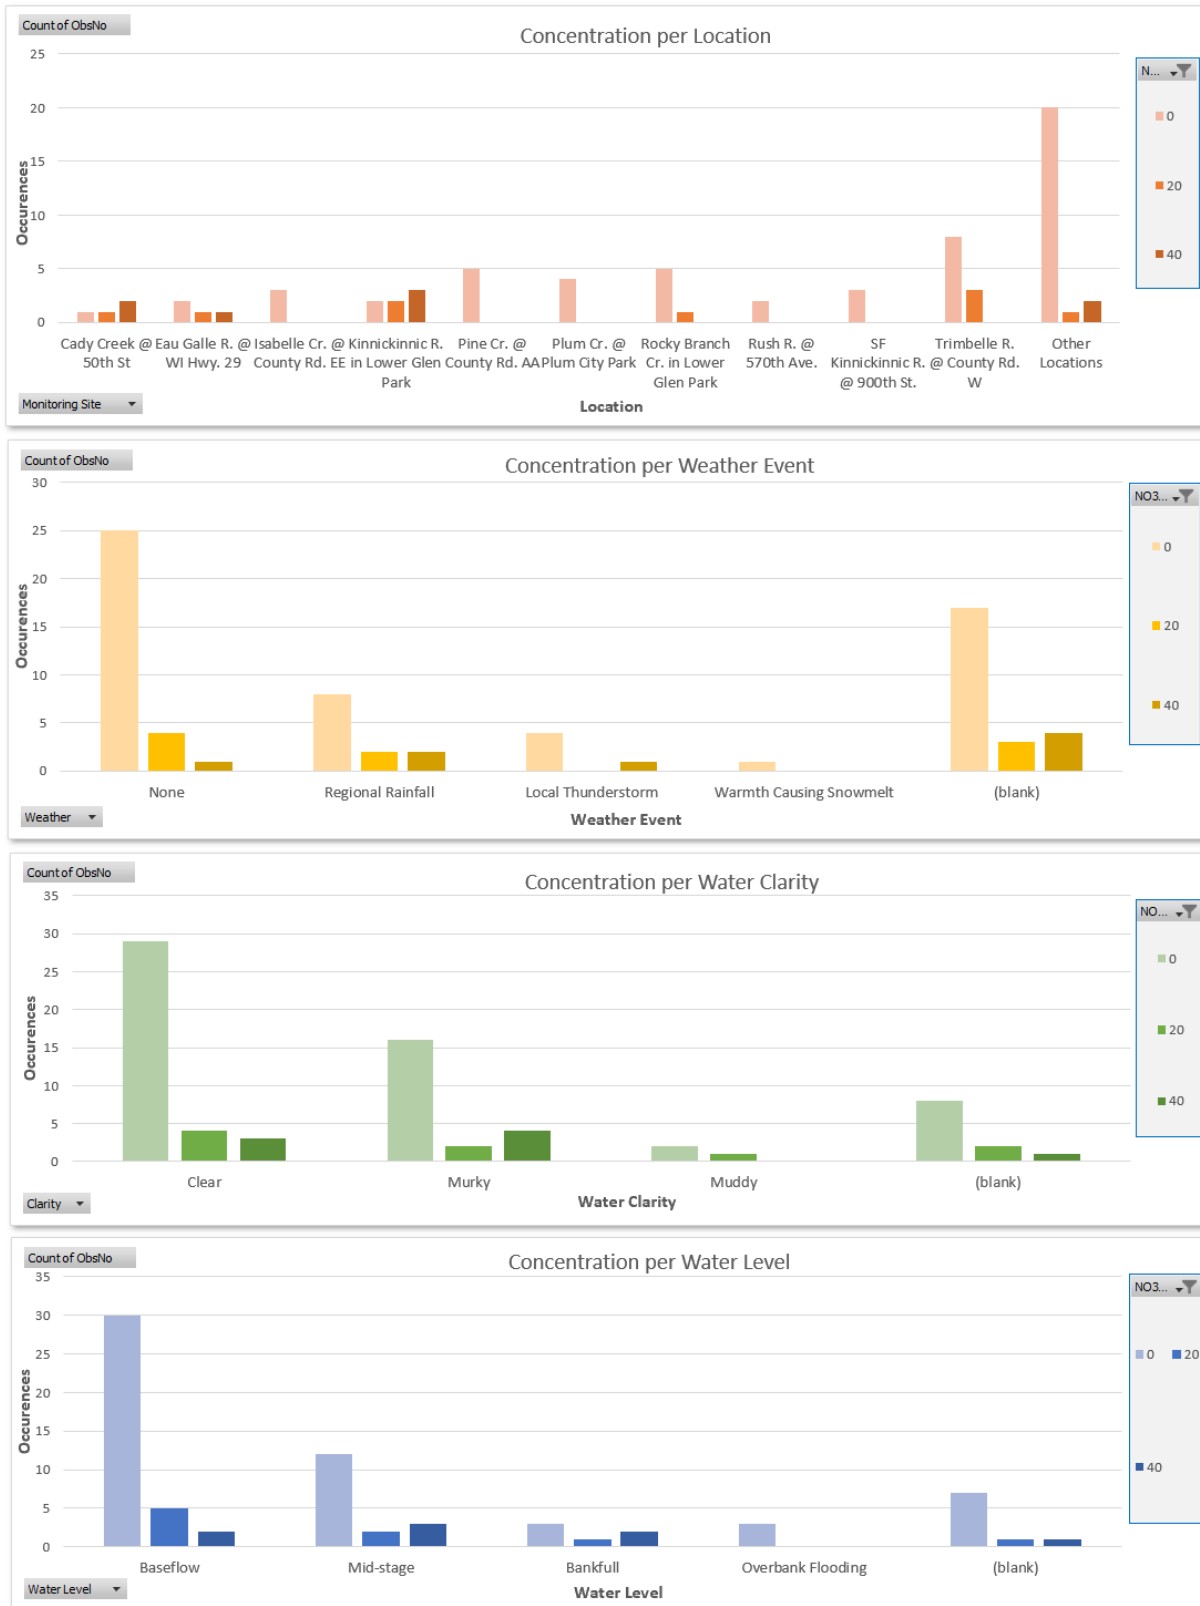 Count of ObsNo
Concentration per Location
N...
25
20
15
10
5
0
Occurences
0
20
40
Cady Creek @ 50th St
Eau Galle R. @ WI Hwy. 29
Isabelle Cr. @ County Rd. EE
Kinnickinnic R. in Lower Glen Park
Pine Cr. @ County Rd. AA
Plum Cr. @ Plum City Park
Rocky Branch Cr. in Lower Glen Park
Rush R. @ 570th Ave.
SF Kinnickinnic R. @ 900th St.
Trimbelle R. @ County Rd. W
Other Locations
Monitoring Site
Location
Count of ObsNo
Concentration per Weather Event
NO3...
30
25
20
15
10
5
0
Occurences
0
20
40
None
Regional Rainfall
Local Thunderstorm
Warmth Causing Snowmelt
(blank)
Weather
Weather Event
Count of ObsNo
Concentration per Water Clarity
NO...
35
30
25
20
15
10
5
0
Occurences
0
20
40
Clear
Murky
Muddy
(blank)
Clarity
Water Clarity
Count of ObsNo
Concentration per Water Level
NO3...
35
30
25
20
15
10
5
0
Occurences
0
20
40
Baseflow
Mid-stage
Bankfull
Overbank Flooding
(blank)
Water Level
Water Level